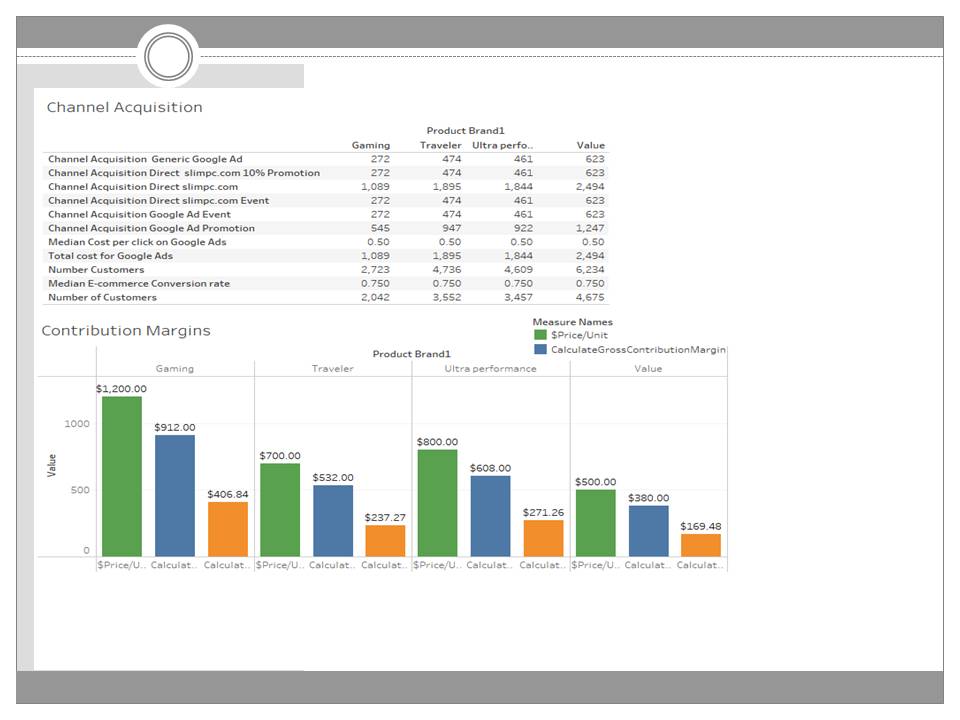 Channel Acquisition
Product Brand1
Gaming Traveler Ultra perfo.. Value
Channel Acquisition Generic Google Ad 272 474 461 623
Channel Acquisition Direct slimpc.com 10% Promotion 272 474 461 623
Channel Acquisition Direct slimpc.com 1,089 1,895 1,844 2,494
Channel Acquisition Direct slimpc.com Event 272 474 461 623
Channel Acquisition Google Ad Event 272 474 461 623
Channel Acquisition Google Ad Promotion 545 947 922 1,247
Median Cost per click on Google Ads 0.50 0.50 0.50 0.50
Total cost for Google Ads 1,089 1,895 1,844 2,494
Number Customers 2,723 4,736 4,609 6,234
Median E-commerce Conversion rate 0.750 0.750 0.750 0.750
Number of Customers 2,042 3,552 3,457 4,675
Contribution Margins
Measure Names
$Price/Unit
CalculateGrossContributionMargin
Product Brand1
Gaming Traveler Ultra performance Value
$1,200.00
$912.00
$406.84
$700.00
$532.00
$237.27
$800.00
$608.00
$271.26
$500.00
$380.00
$169.48
Value
1000
500
0
$Price/U.. Calculat.. Calculat.. $Price/U.. Calculat.. Calculat.. $Price/U.. Calculat.. Calculat.. $Price/U.. Calculat.. Calculat..